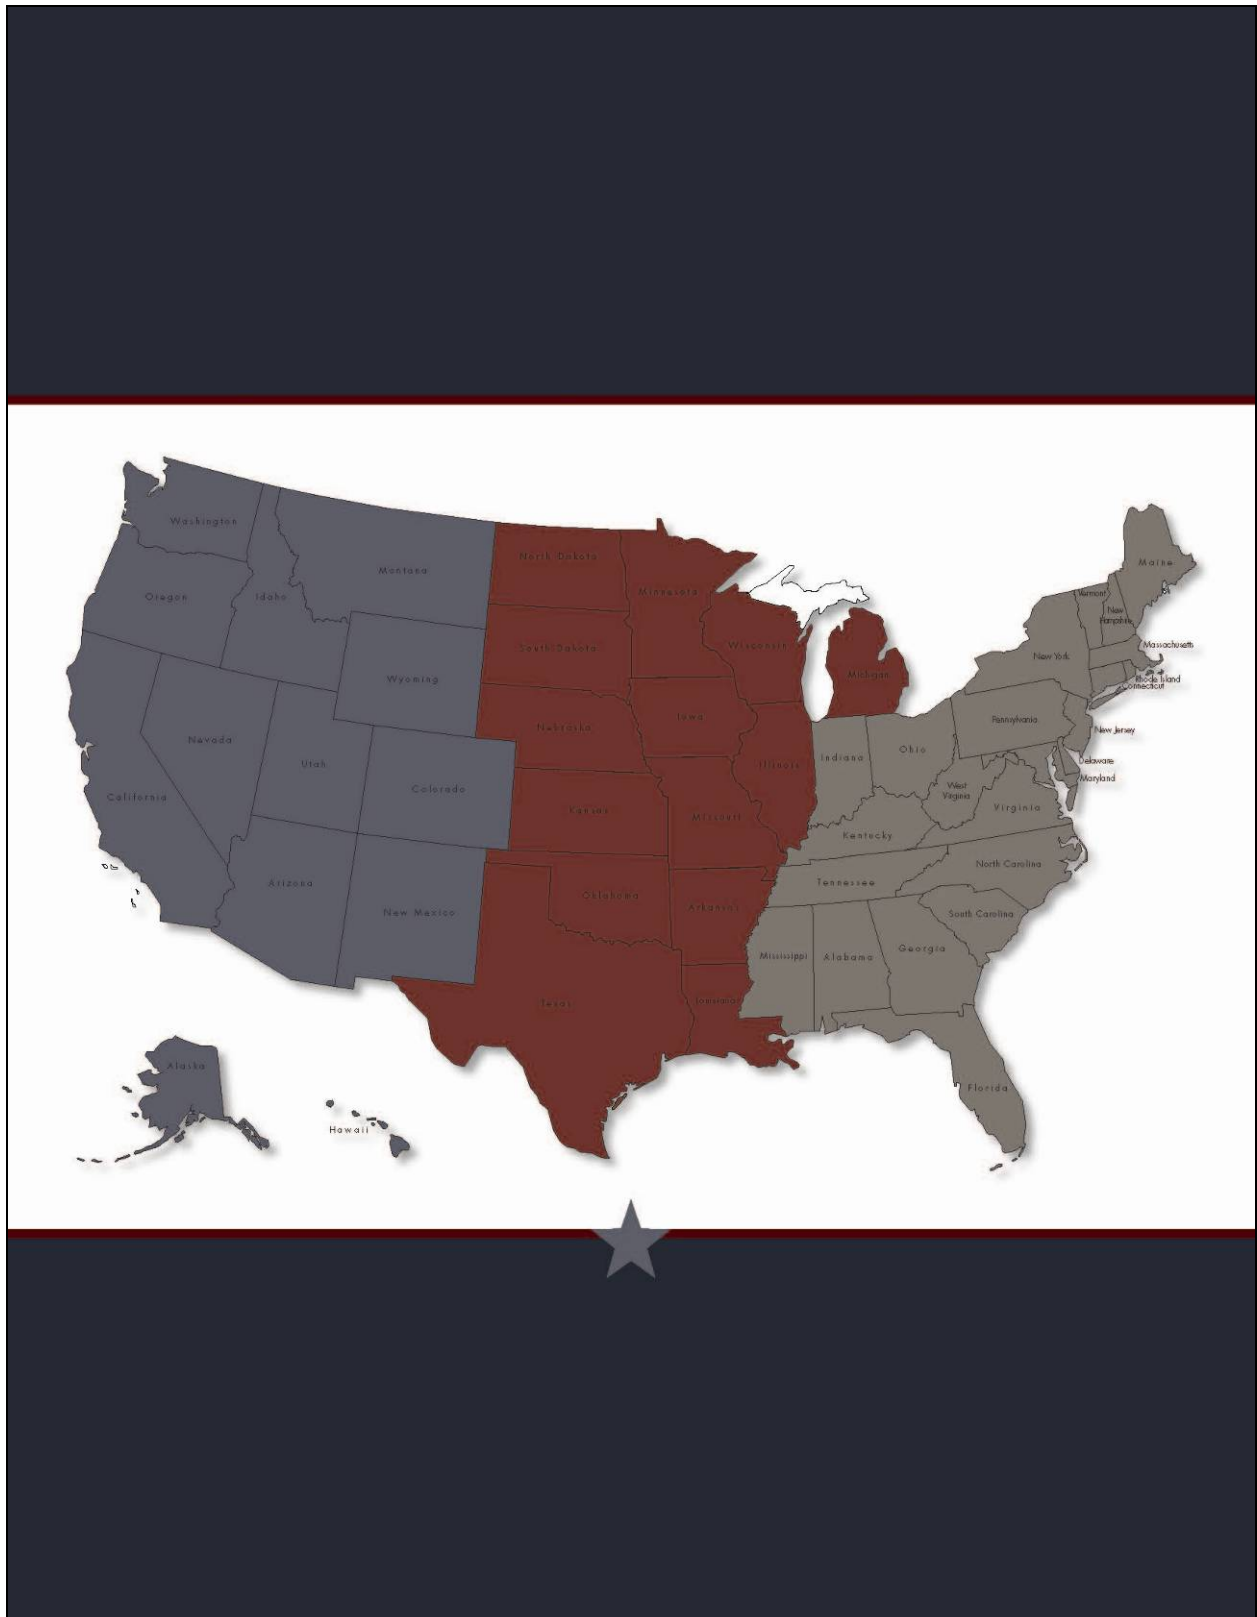 Washington
Montana
Oregon
Idaho
Wyoming
Nevada
Utah
Colorado
California
Arizona
New Mexico
Alaska
Hawaii
North Dakota
Minnesota
South Dakota
Wisconsin
Michigan
Nebraska
Iowa
Illinois
Kansas
Missouri
Oklahoma
Arkansas
Texas
Louisiana
Maine
Vermont
New
Hampshire
Massachusetts
New York
Rhode Island
Connecticut
Pennsylvania
New Jersey
Ohio
Indiana
Delaware
Maryland
West
Virginia
Virginia
Kentucky
North Carolina
Tennessee
South Carolina
Georgia
Mississippi
Alabama
Florida